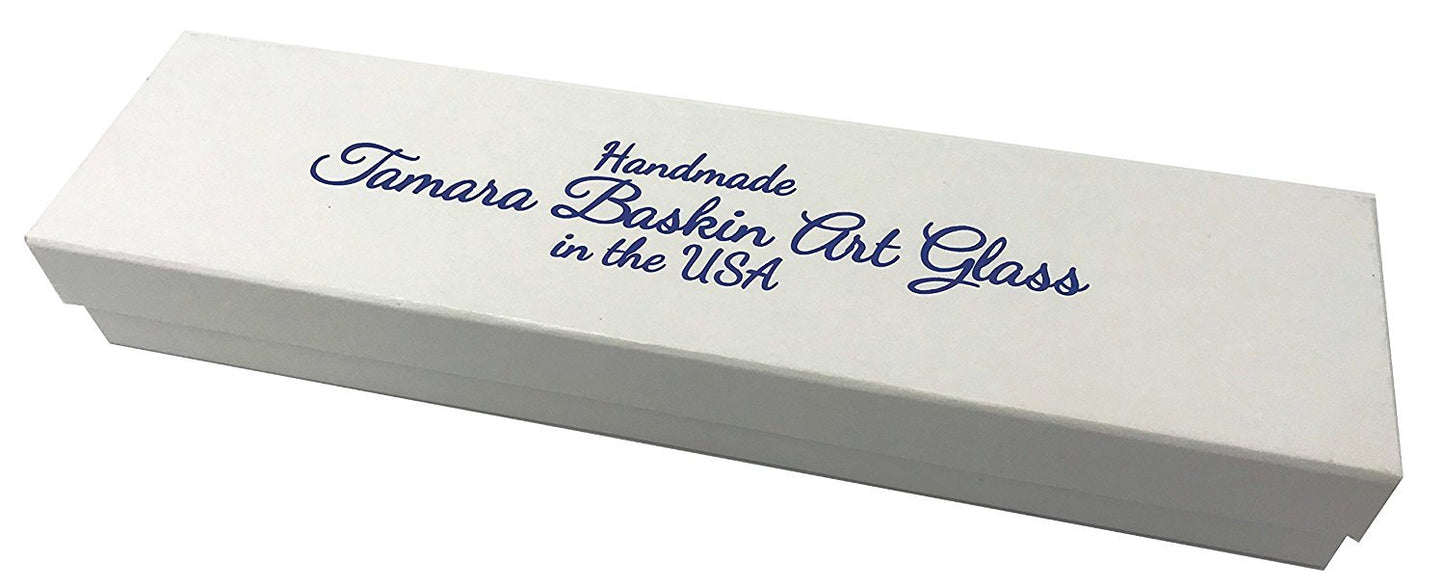 Handmade
Tamara Baskin Art Glass
in the USA